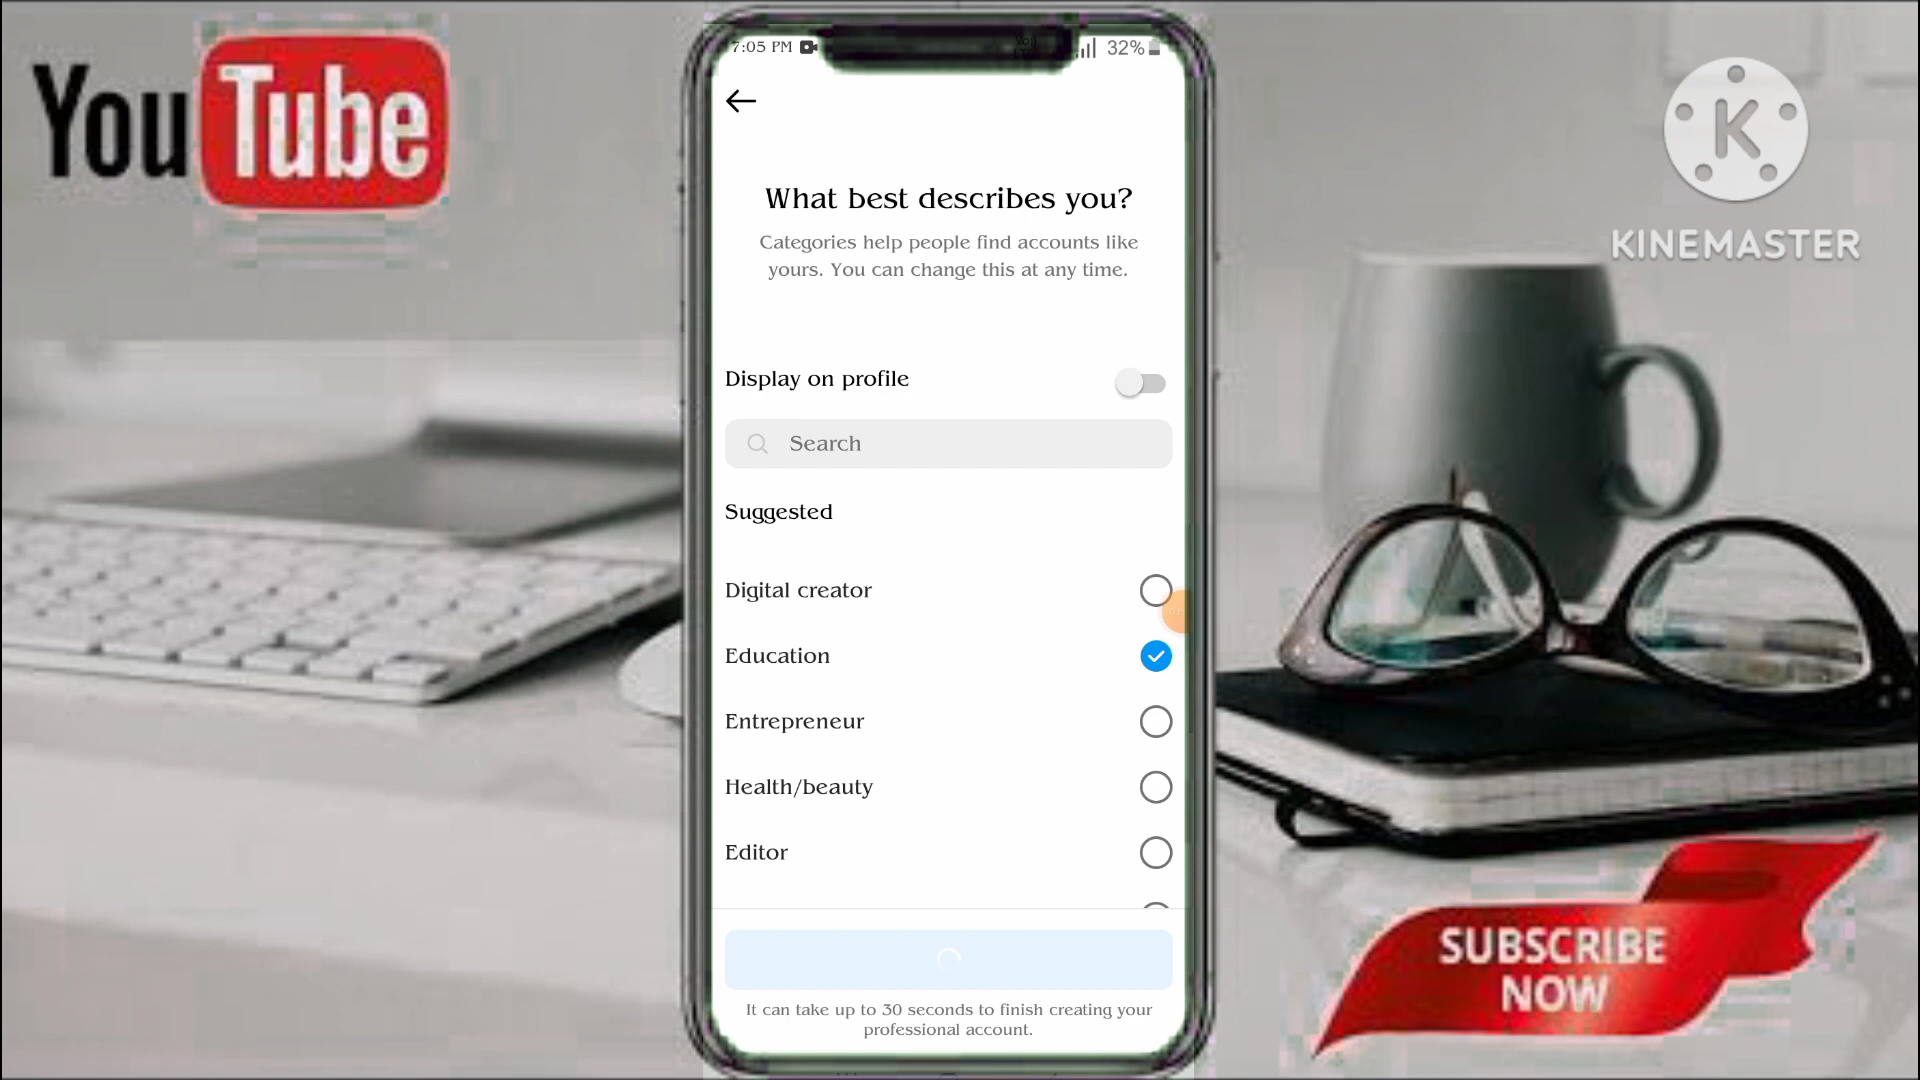 YouTube
7:05 PM
32%
K
KINEMASTER
What best describes you?
Categories help people find accounts like
yours. You can change this at any time.
Display on profile
Search
Suggested
Digital creator
Education
Entrepreneur
Health/beauty
Editor
It can take up to 30 seconds to finish creating your
professional account.
SUBSCRIBE
NOW